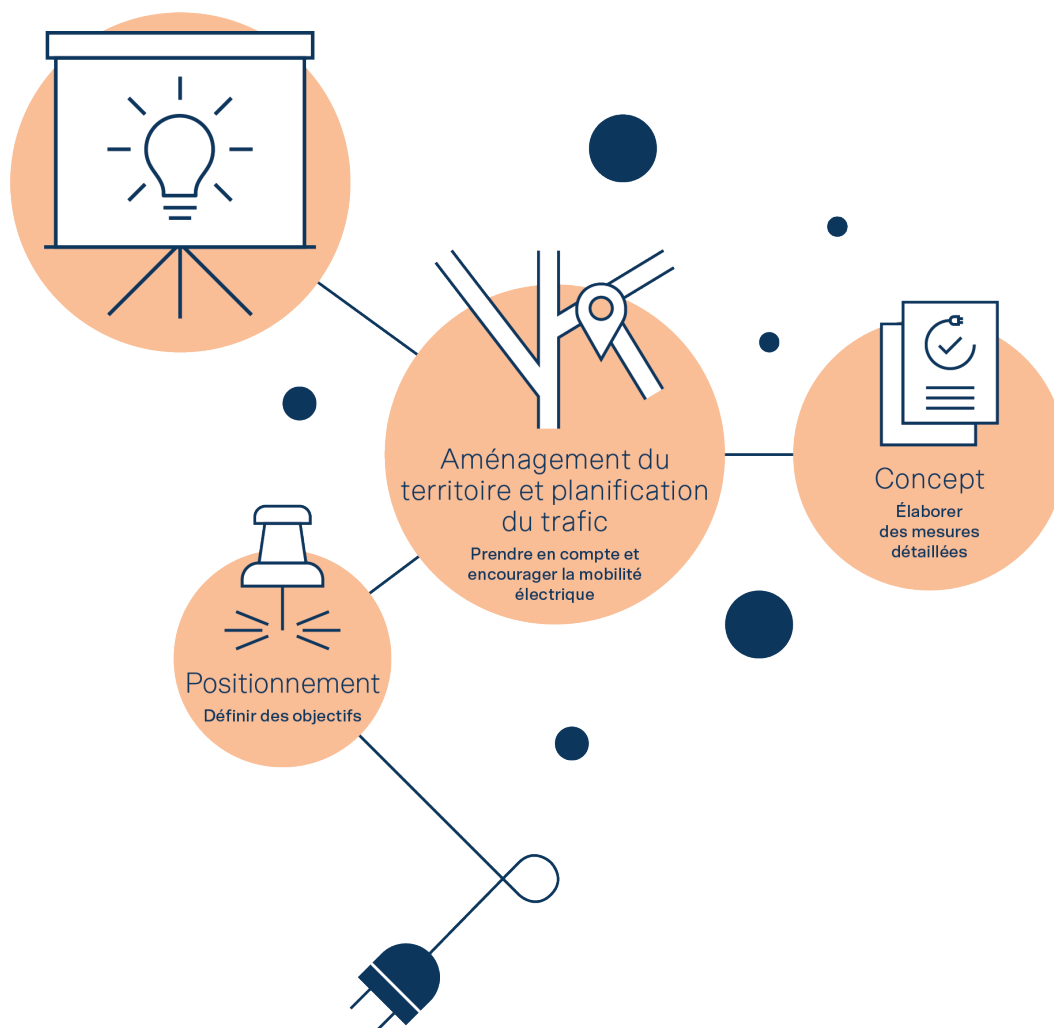 Aménagement du
territoire et planification
du trafic
Prendre en compte et
encourager la mobilité
électrique
Concept
Élaborer
des mesures
détaillées
Positionnement
Définir des objectifs